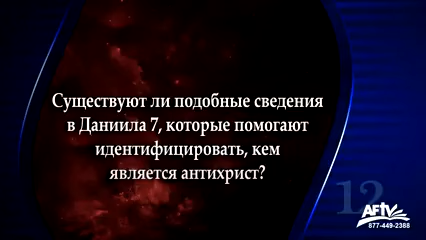 Существуют ли подобные сведения
в Даниила 7, которые помогают
идентифицировать, кем
является антихрист?
12
AFTV
877-449-2388